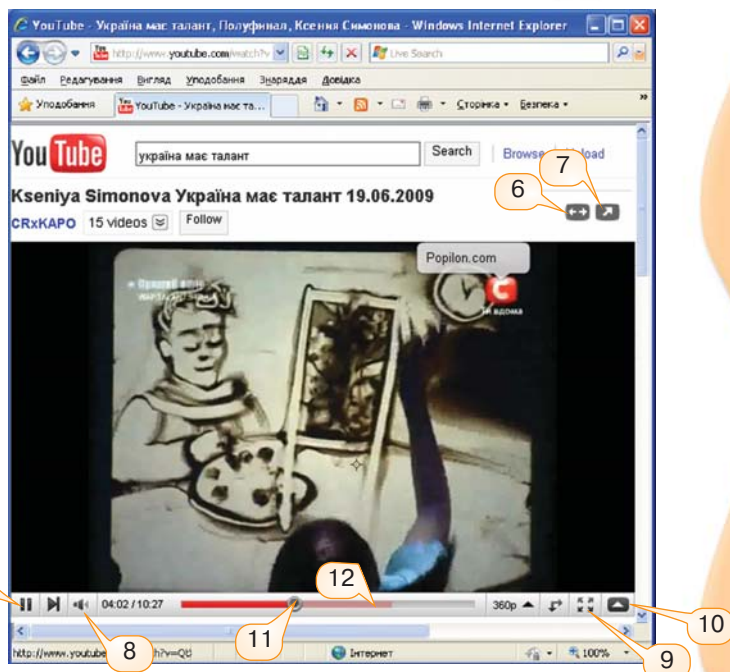 YouTube - Україна має талант, Полуфинал, Ксения Симонова - Windows Internet Explorer
http://www.youtube.com/watch?v Live Search
Файл Редагування Вигляд Уподобання Знаряддя Довідка
Уподобання YouTube - Україна має та... Сторінка Безпека »
You Tube україна має талант Search Browse Upload
Kseniya Simonova Україна має талант 19.06.2009
6
7
CRxKAPO 15 videos Follow
Popilon.com
12
04:02 / 10:27 360p
11
8
9
10
http://www.youtube h?v=Qt Інтернет 100%